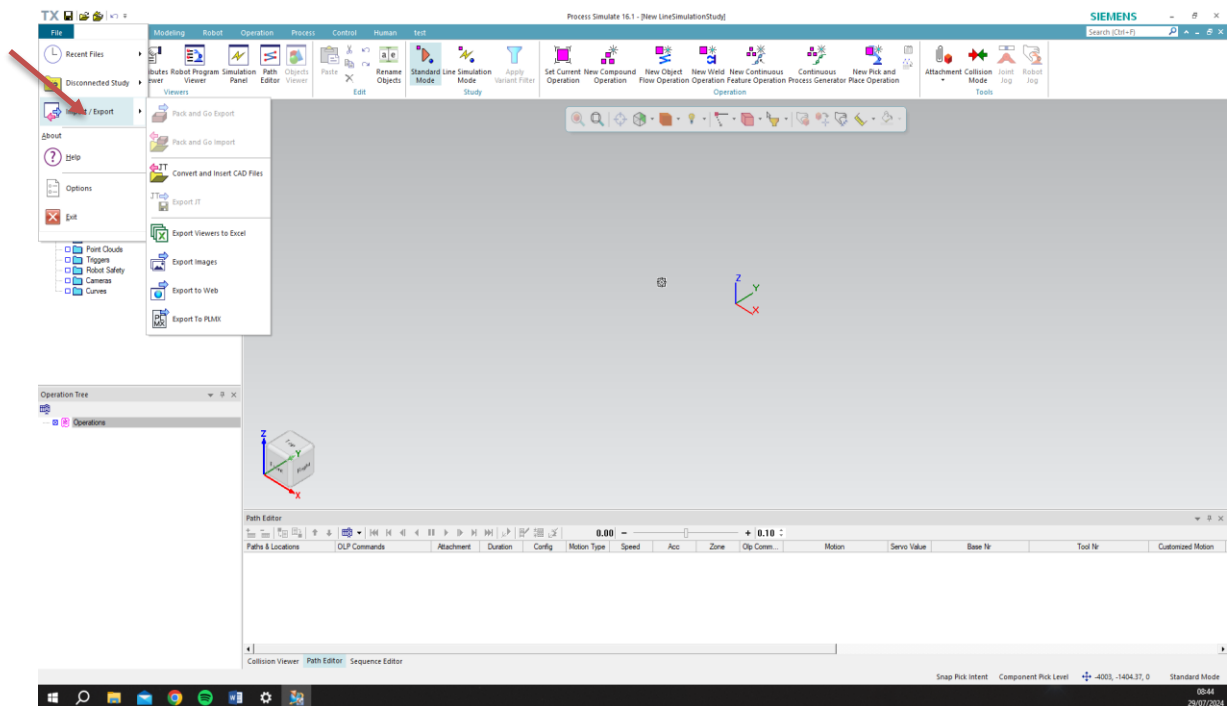 TX
Process Simulate 16.1 - [New LineSimulationStudy]
SIEMENS
File Modeling Robot Operation Process Control Human test
Search (Ctrl+F)
Recent Files
Disconnected Study
Import / Export
About
Help
Options
Exit
Robot Program Viewer
Simulation Panel
Path Editor
Objects Viewer
Paste
Rename Objects
Standard Mode
Line Simulation Mode
Apply Variant Filter
Set Current Operation
New Compound Operation
New Object Flow Operation
New Weld Operation
New Continuous Feature Operation
Continuous Process Generator
New Pick and Place Operation
Attachment
Collision Mode
Joint Jog
Robot Jog
Viewers Edit Study Operation Tools
Pack and Go Export
Pack and Go Import
Convert and Insert CAD Files
Export JT
Export Viewers to Excel
Export Images
Export to Web
Export To PLMX
Point Clouds
Triggers
Robot Safety
Cameras
Curves
Z
Y
X
Operation Tree
Operations
Z
Y
X
Top
Right
Path Editor
0.00 0.10
Paths & Locations OLP Commands Attachment Duration Config Motion Type Speed Acc Zone Olp Comm... Motion Servo Value Base Nr Tool Nr Customized Motion
Collision Viewer Path Editor Sequence Editor
Snap Pick Intent Component Pick Level -4003, -1404.37, 0 Standard Mode
08:44
29/07/2024